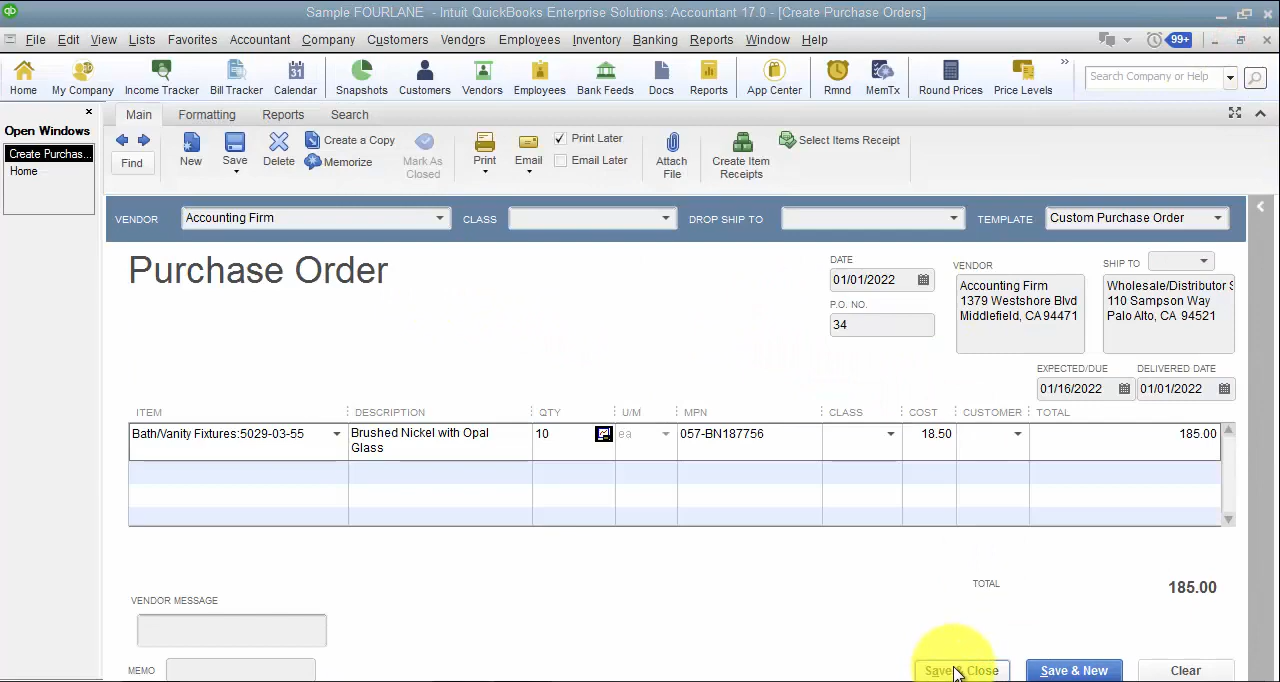 Sample FOURLANE - Intuit QuickBooks Enterprise Solutions: Accountant 17.0 - [Create Purchase Orders]
File Edit View Lists Favorites Accountant Company Customers Vendors Employees Inventory Banking Reports Window Help 99+
Home My Company Income Tracker Bill Tracker Calendar Snapshots Customers Vendors Employees Bank Feeds Docs Reports App Center Rmnd MemTx Round Prices Price Levels Search Company or Help
Main Formatting Reports Search
Open Windows
Create Purchas...
Home
Find New Save Delete Create a Copy Memorize Mark As Closed Print Email Print Later Email Later Attach File Create Item Receipts Select Items Receipt
VENDOR Accounting Firm CLASS DROP SHIP TO TEMPLATE Custom Purchase Order
Purchase Order
DATE
01/01/2022
P.O. NO.
34
VENDOR
Accounting Firm
1379 Westshore Blvd
Middlefield, CA 94471
SHIP TO
Wholesale/Distributor S
110 Sampson Way
Palo Alto, CA 94521
EXPECTED/DUE DELIVERED DATE
01/16/2022 01/01/2022
ITEM DESCRIPTION QTY U/M MPN CLASS COST CUSTOMER TOTAL
Bath/Vanity Fixtures:5029-03-55 Brushed Nickel with Opal 10 ea 057-BN187756 18.50 185.00
Glass
TOTAL 185.00
VENDOR MESSAGE
MEMO
Save & Close Save & New Clear